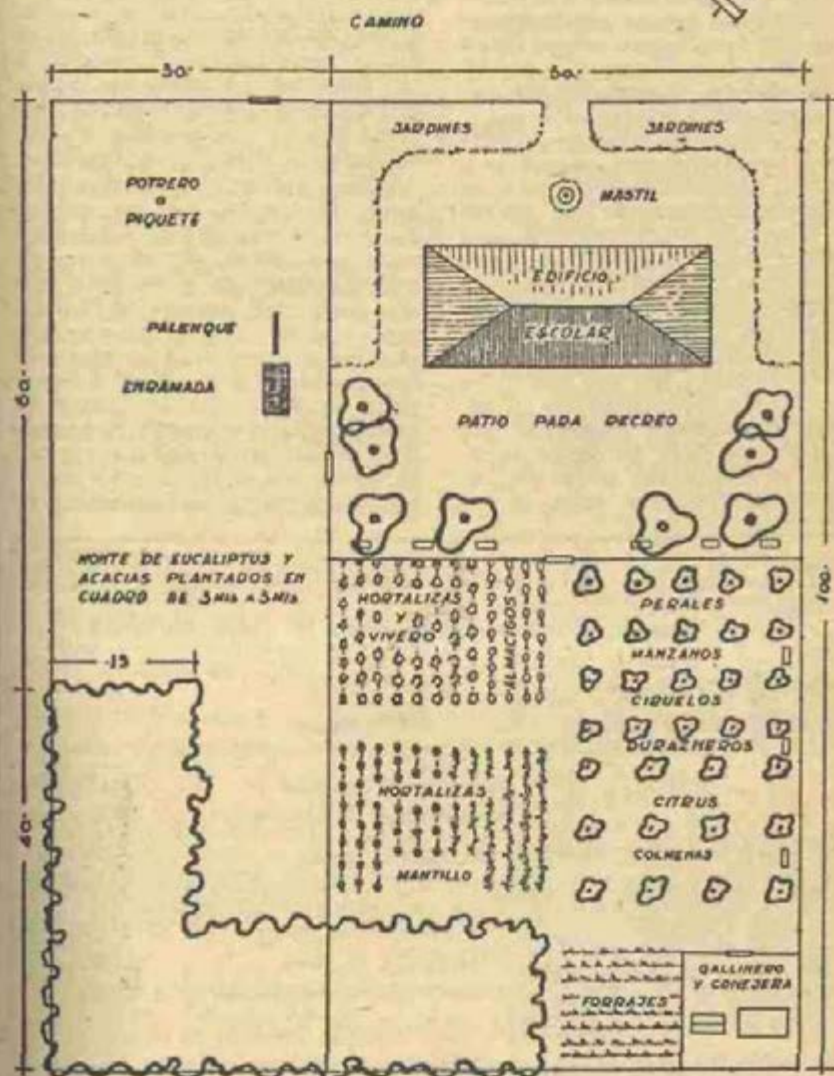 CAMINO
30.-
50.-
JARDINES
JARDINES
POTRERO
o
PIQUETE
MASTIL
EDIFICIO
ESCOLAR
PALENQUE
ENRAMADA
60.-
PATIO PARA RECREO
MONTE DE EUCALIPTUS Y
ACACIAS PLANTADOS EN
CUADRO DE 3 Mts x 3 Mts
HORTALIZAS
Y
VIVERO
ALMACIGOS
PERALES
100.-
MANZANOS
15
CIRUELOS
DURAZNEROS
HORTALIZAS
CITRUS
40.-
COLMENAS
MANTILLO
GALLINERO
Y CONEJERA
FORRAJES